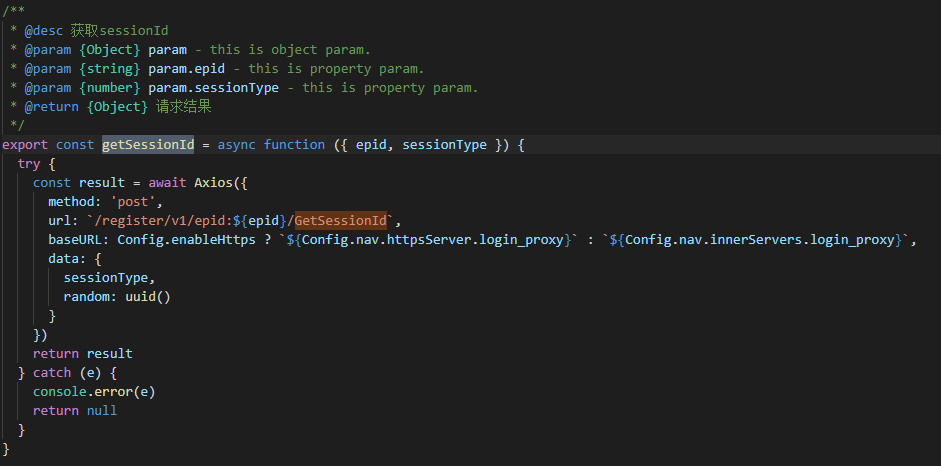 /**
 * @desc 获取sessionId
 * @param {Object} param - this is object param.
 * @param {string} param.epid - this is property param.
 * @param {number} param.sessionType - this is property param.
 * @return {Object} 请求结果
 */
export const getSessionId = async function ({ epid, sessionType }) {
  try {
    const result = await Axios({
      method: 'post',
      url: `/register/v1/epid:${epid}/GetSessionId`,
      baseURL: Config.enableHttps ? `${Config.nav.httpsServer.login_proxy}` : `${Config.nav.innerServers.login_proxy}`,
      data: {
        sessionType,
        random: uuid()
      }
    })
    return result
  } catch (e) {
    console.error(e)
    return null
  }
}